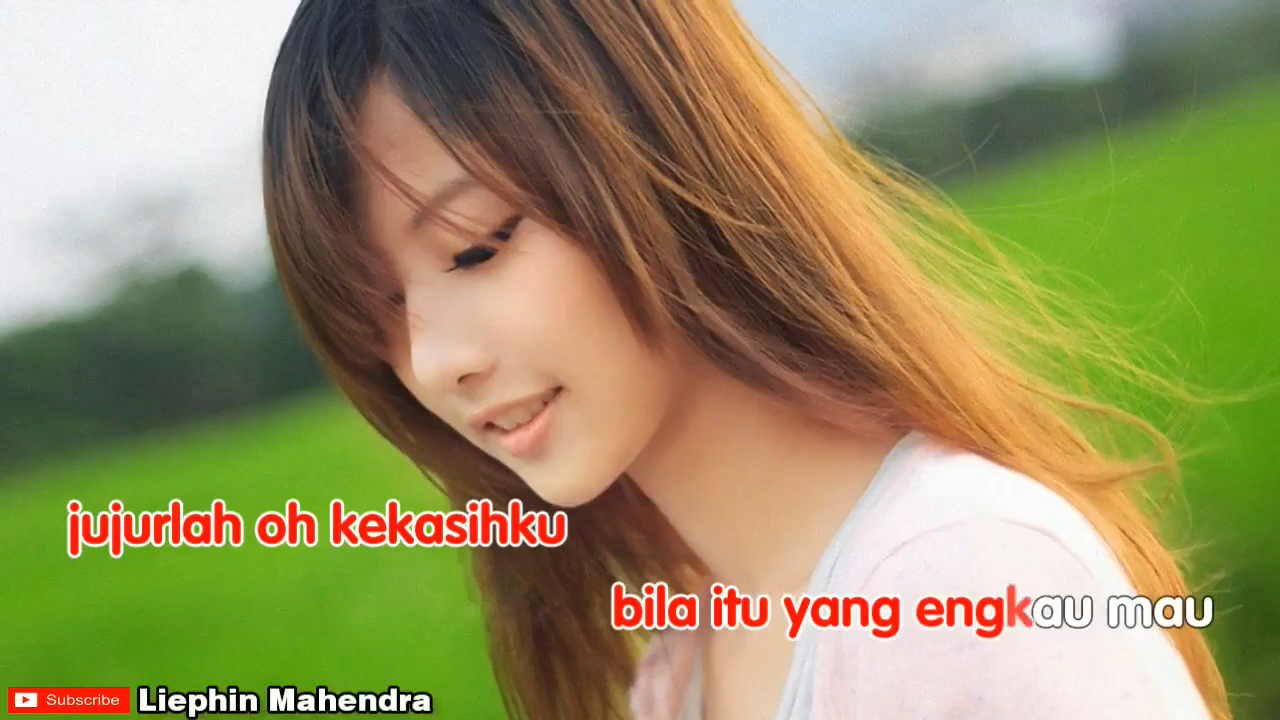 jujurlah oh kekasihku
bila itu yang engkau mau
Subscribe Liephin Mahendra